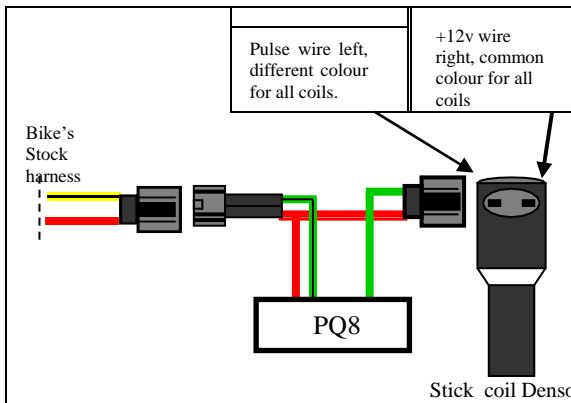 Pulse wire left,
different colour
for all coils.
+12v wire
right, common
colour for all
coils
Bike's
Stock
harness
PQ8
Stick coil Denso